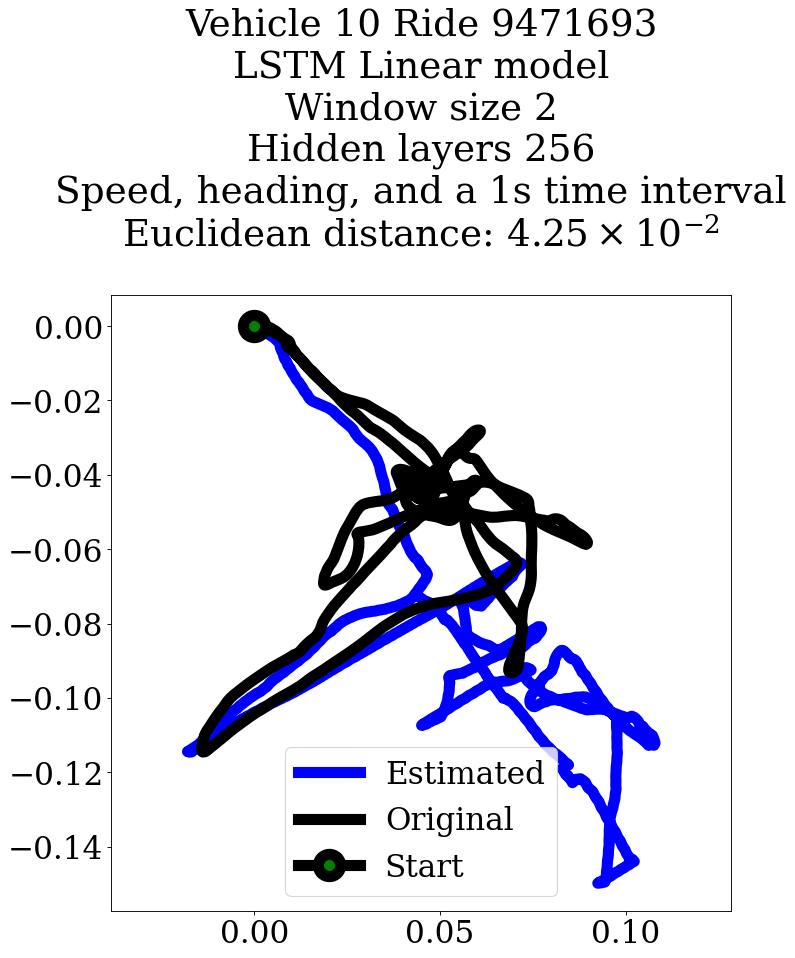 Vehicle 10 Ride 9471693
LSTM Linear model
Window size 2
Hidden layers 256
Speed, heading, and a 1s time interval
Euclidean distance: 4.25 × 10⁻²
0.00
−0.02
−0.04
−0.06
−0.08
−0.10
−0.12
−0.14
Estimated
Original
Start
0.00 0.05 0.10